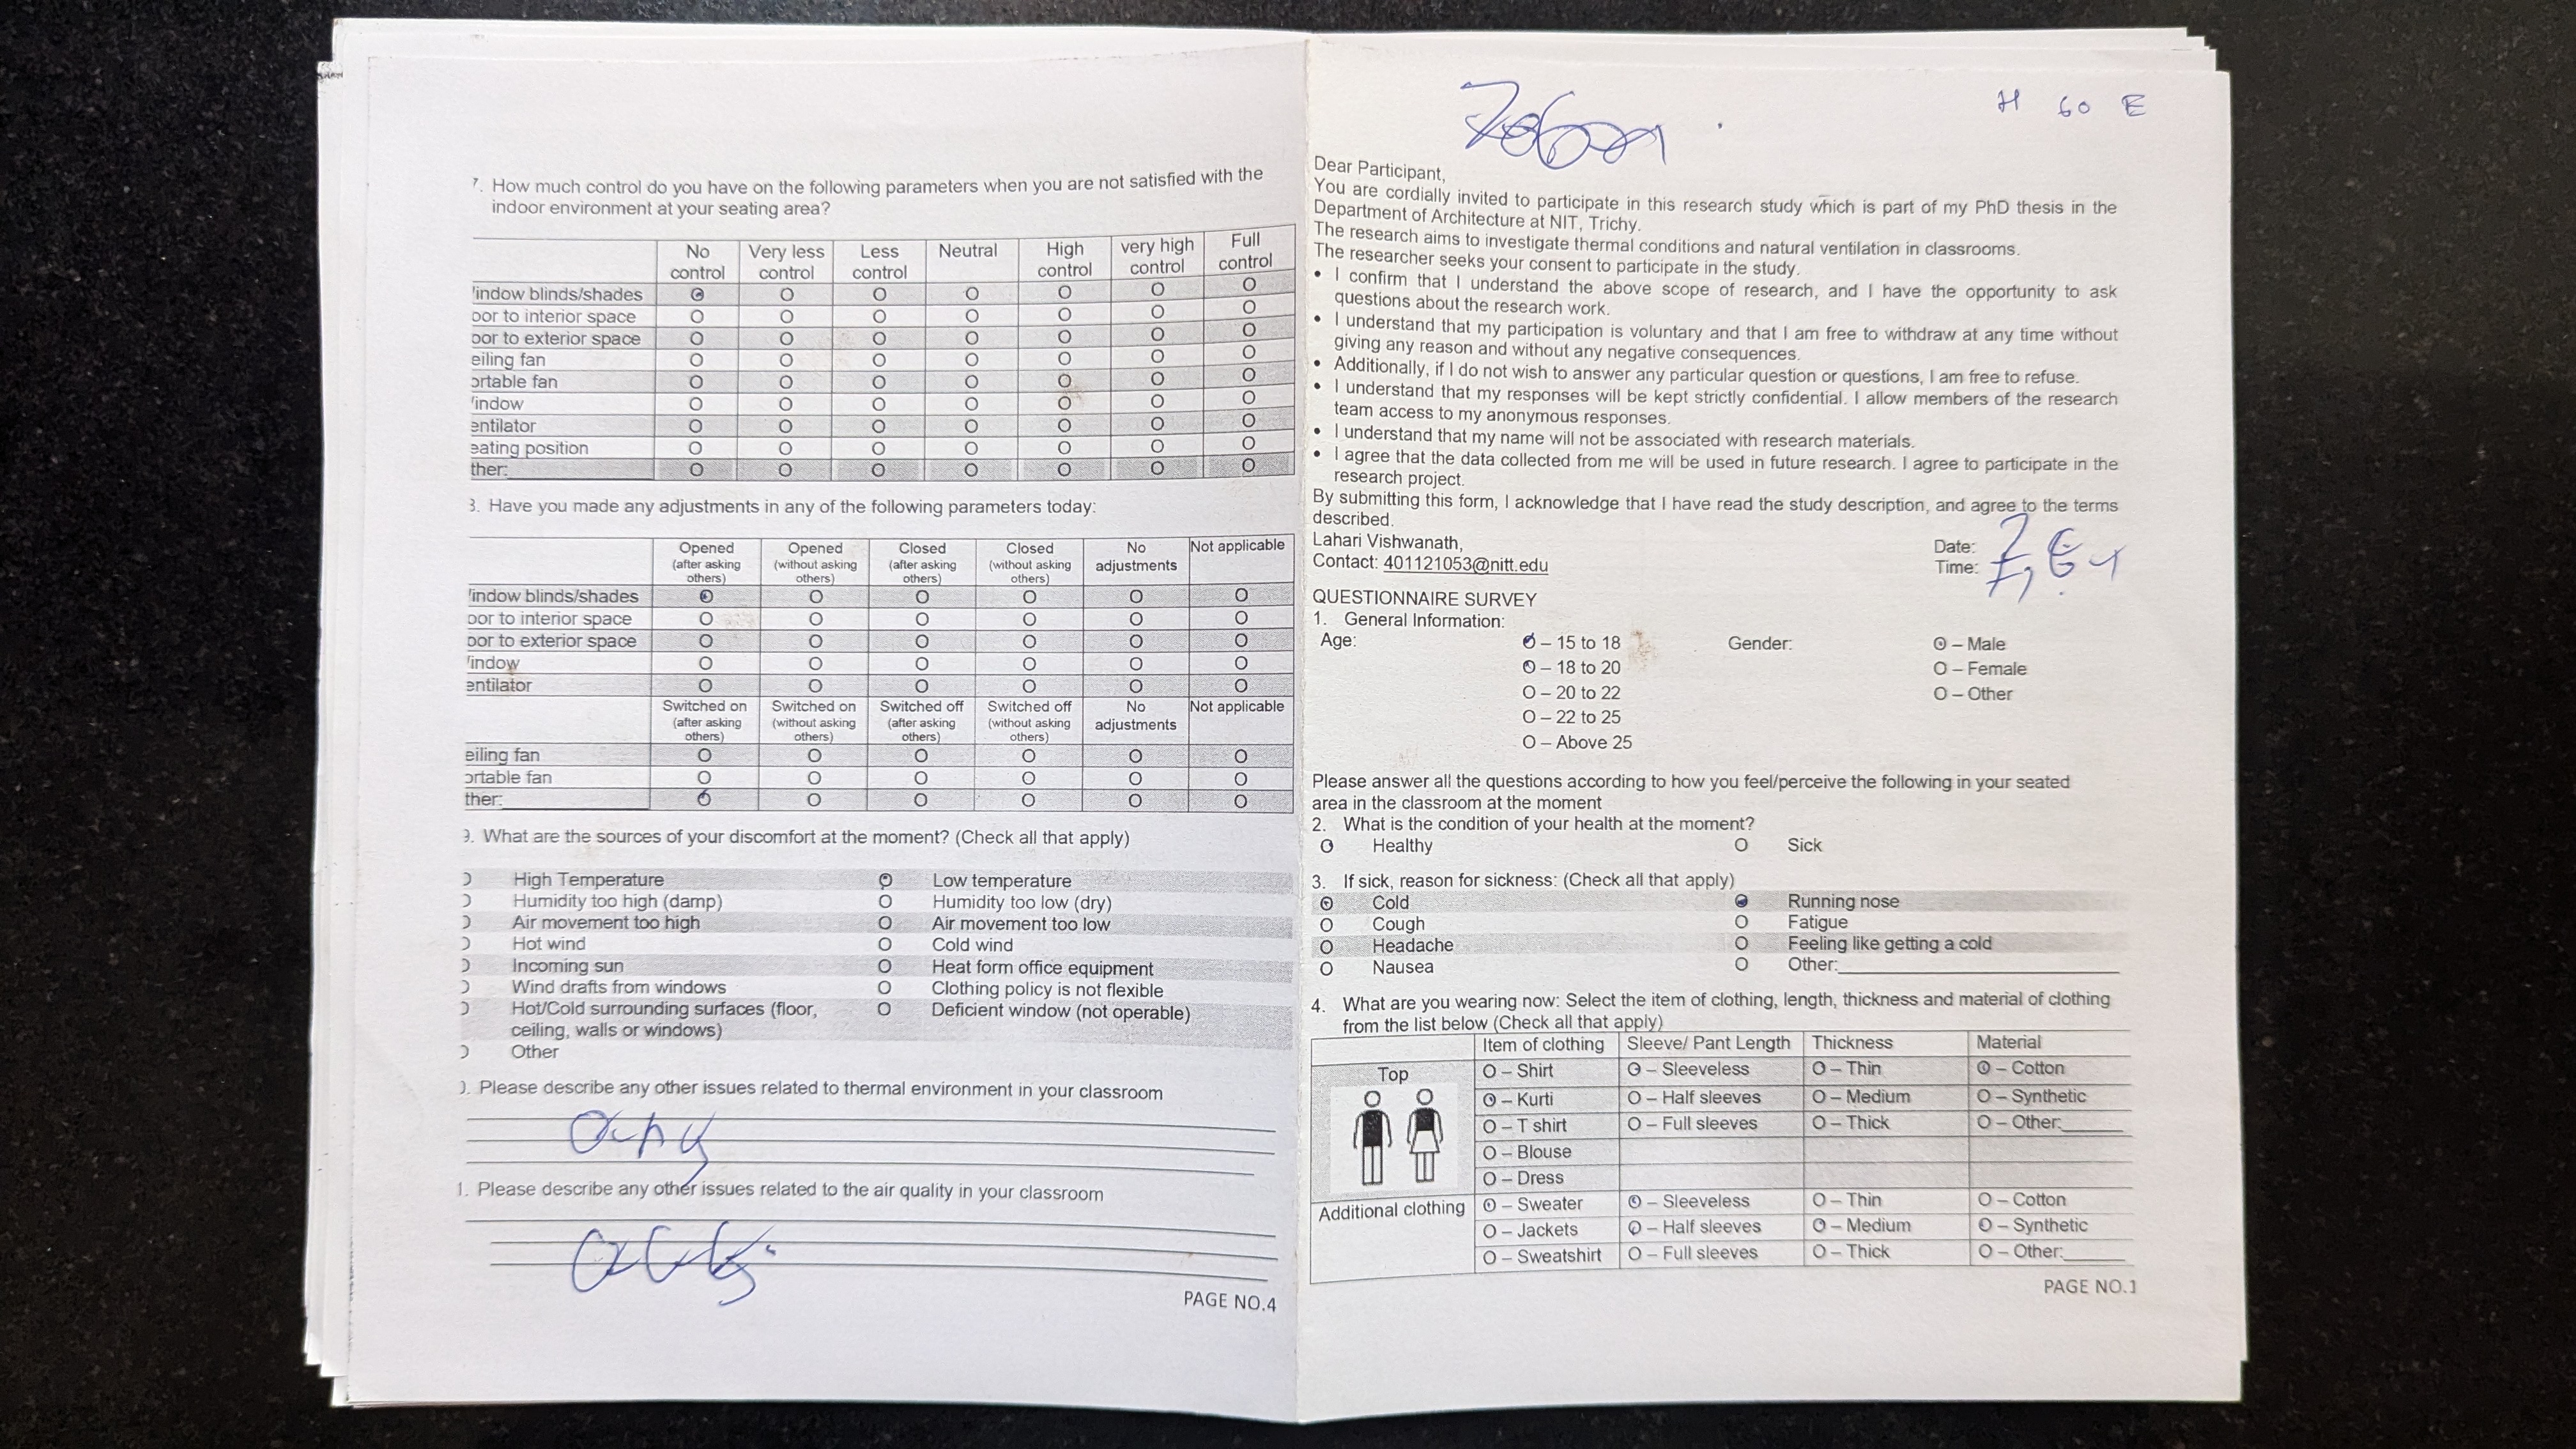 7. How much control do you have on the following parameters when you are not satisfied with the
indoor environment at your seating area?
No control Very less control Less control Neutral High control very high control Full control
indow blinds/shades O O O O O O O
oor to interior space O O O O O O O
oor to exterior space O O O O O O O
eiling fan O O O O O O O
ortable fan O O O O O O O
indow O O O O O O O
entilator O O O O O O O
eating position O O O O O O O
ther: O O O O O O O
3. Have you made any adjustments in any of the following parameters today:
Opened (after asking others) Opened (without asking others) Closed (after asking others) Closed (without asking others) No adjustments Not applicable
indow blinds/shades O O O O O O
oor to interior space O O O O O O
oor to exterior space O O O O O O
indow O O O O O O
entilator O O O O O O
Switched on (after asking others) Switched on (without asking others) Switched off (after asking others) Switched off (without asking others) No adjustments Not applicable
eiling fan O O O O O O
ortable fan O O O O O O
ther: O O O O O O
9. What are the sources of your discomfort at the moment? (Check all that apply)
High Temperature O Low temperature
Humidity too high (damp) O Humidity too low (dry)
Air movement too high O Air movement too low
Hot wind O Cold wind
Incoming sun O Heat form office equipment
Wind drafts from windows O Clothing policy is not flexible
Hot/Cold surrounding surfaces (floor, O Deficient window (not operable)
ceiling, walls or windows)
Other
). Please describe any other issues related to thermal environment in your classroom
1. Please describe any other issues related to the air quality in your classroom
PAGE NO.4
H 60 E
Dear Participant,
You are cordially invited to participate in this research study which is part of my PhD thesis in the
Department of Architecture at NIT, Trichy.
The research aims to investigate thermal conditions and natural ventilation in classrooms.
The researcher seeks your consent to participate in the study.
• I confirm that I understand the above scope of research, and I have the opportunity to ask
questions about the research work.
• I understand that my participation is voluntary and that I am free to withdraw at any time without
giving any reason and without any negative consequences.
• Additionally, if I do not wish to answer any particular question or questions, I am free to refuse.
• I understand that my responses will be kept strictly confidential. I allow members of the research
team access to my anonymous responses.
• I understand that my name will not be associated with research materials.
• I agree that the data collected from me will be used in future research. I agree to participate in the
research project.
By submitting this form, I acknowledge that I have read the study description, and agree to the terms
described.
Lahari Vishwanath, Date:
Contact: 401121053@nitt.edu Time:
QUESTIONNAIRE SURVEY
1. General Information:
Age: O – 15 to 18 Gender: O – Male
O – 18 to 20 O – Female
O – 20 to 22 O – Other
O – 22 to 25
O – Above 25
Please answer all the questions according to how you feel/perceive the following in your seated
area in the classroom at the moment
2. What is the condition of your health at the moment?
O Healthy O Sick
3. If sick, reason for sickness: (Check all that apply)
O Cold O Running nose
O Cough O Fatigue
O Headache O Feeling like getting a cold
O Nausea O Other:
4. What are you wearing now: Select the item of clothing, length, thickness and material of clothing
from the list below (Check all that apply)
Item of clothing Sleeve/ Pant Length Thickness Material
Top O – Shirt O – Sleeveless O – Thin O – Cotton
O – Kurti O – Half sleeves O – Medium O – Synthetic
O – T shirt O – Full sleeves O – Thick O – Other:
O – Blouse
O – Dress
Additional clothing O – Sweater O – Sleeveless O – Thin O – Cotton
O – Jackets O – Half sleeves O – Medium O – Synthetic
O – Sweatshirt O – Full sleeves O – Thick O – Other:
PAGE NO.1